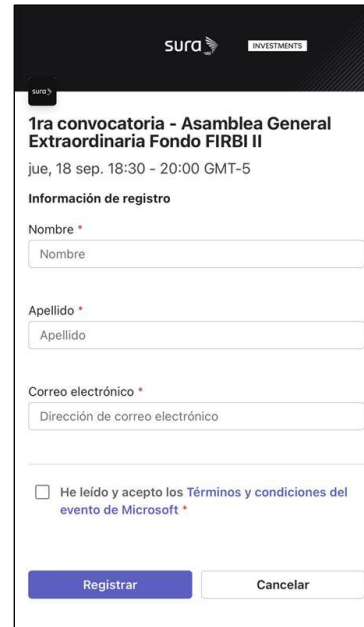 sura INVESTMENTS
sura
1ra convocatoria - Asamblea General
Extraordinaria Fondo FIRBI II
jue, 18 sep. 18:30 - 20:00 GMT-5
Información de registro
Nombre *
Nombre
Apellido *
Apellido
Correo electrónico *
Dirección de correo electrónico
He leído y acepto los Términos y condiciones del
evento de Microsoft *
Registrar Cancelar